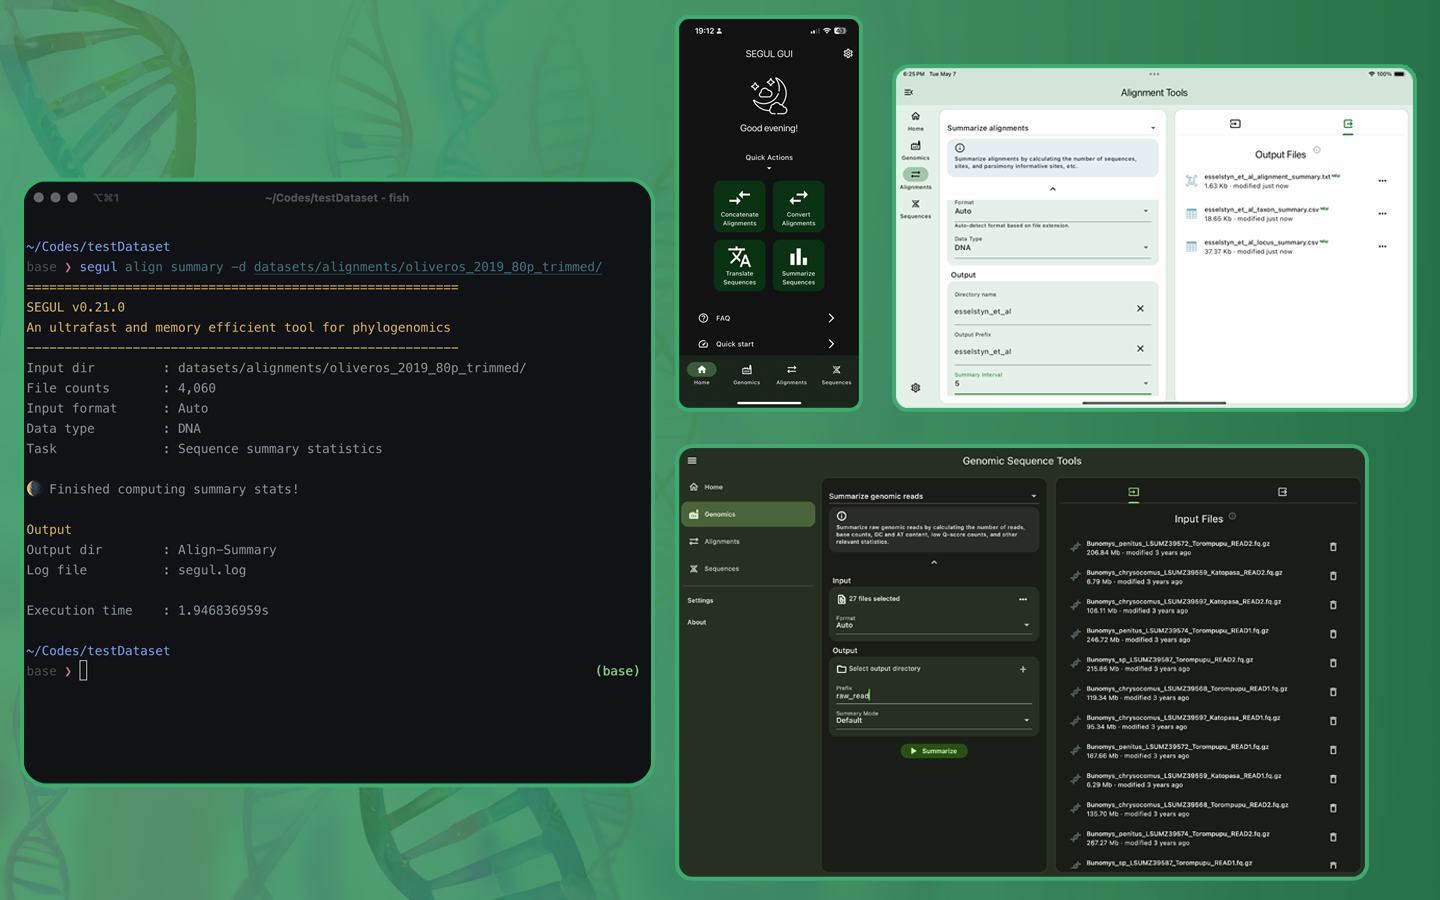 ⌥⌘1
~/Codes/testDataset - fish
~/Codes/testDataset
base ❯ segul align summary -d datasets/alignments/oliveros_2019_80p_trimmed/
=========================================================
SEGUL v0.21.0
An ultrafast and memory efficient tool for phylogenomics
---------------------------------------------------------
Input dir : datasets/alignments/oliveros_2019_80p_trimmed/
File counts : 4,060
Input format : Auto
Data type : DNA
Task : Sequence summary statistics
Finished computing summary stats!
Output
Output dir : Align-Summary
Log file : segul.log
Execution time : 1.946836959s
~/Codes/testDataset
base ❯ (base)
19:12
SEGUL GUI
Good evening!
Quick Actions
Concatenate
Alignments
Convert
Alignments
Translate
Sequences
Summarize
Sequences
FAQ
Quick start
Home
Genomics
Alignments
Sequences
6:25 PM Tue May 7
100%
Alignment Tools
Home
Genomics
Alignments
Sequences
Summarize alignments
Summarize alignments by calculating the number of sequences,
sites, and parsimony informative sites, etc.
Format
Auto
Auto-detect format based on file extension.
Data Type
DNA
Output
Directory name
esselstyn_et_al
Output Prefix
esselstyn_et_al
Summary Interval
5
Output Files
esselstyn_et_al_alignment_summary.txt NEW
1.63 Kb - modified just now
esselstyn_et_al_taxon_summary.csv NEW
18.65 Kb - modified just now
esselstyn_et_al_locus_summary.csv NEW
37.37 Kb - modified just now
Genomic Sequence Tools
Home
Genomics
Alignments
Sequences
Settings
About
Summarize genomic reads
Summarize raw genomic reads by calculating the number of reads,
base counts, GC and AT content, low Q-score counts, and other
relevant statistics.
Input
27 files selected
Format
Auto
Output
Select output directory
Prefix
raw_read
Summary Mode
Default
Summarize
Input Files
Bunomys_penitus_LSUMZ39572_Torompupu_READ2.fq.gz
206.84 Mb - modified 3 years ago
Bunomys_chrysocomus_LSUMZ39559_Katopasa_READ2.fq.gz
6.79 Mb - modified 3 years ago
Bunomys_chrysocomus_LSUMZ39597_Katopasa_READ2.fq.gz
106.11 Mb - modified 3 years ago
Bunomys_penitus_LSUMZ39574_Torompupu_READ1.fq.gz
246.72 Mb - modified 3 years ago
Bunomys_sp_LSUMZ39587_Torompupu_READ2.fq.gz
215.86 Mb - modified 3 years ago
Bunomys_chrysocomus_LSUMZ39568_Torompupu_READ1.fq.gz
119.34 Mb - modified 3 years ago
Bunomys_chrysocomus_LSUMZ39597_Katopasa_READ1.fq.gz
95.34 Mb - modified 3 years ago
Bunomys_penitus_LSUMZ39572_Torompupu_READ1.fq.gz
187.66 Mb - modified 3 years ago
Bunomys_chrysocomus_LSUMZ39559_Katopasa_READ1.fq.gz
6.29 Mb - modified 3 years ago
Bunomys_chrysocomus_LSUMZ39568_Torompupu_READ2.fq.gz
135.70 Mb - modified 3 years ago
Bunomys_penitus_LSUMZ39574_Torompupu_READ2.fq.gz
267.27 Mb - modified 3 years ago
Bunomys_sp_LSUMZ39587_Torompupu_READ1.fq.gz